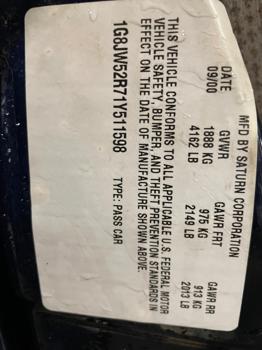 MFD BY SATURN CORPORATION
DATE GVWR GAWR FRT GAWR RR
09/00 1888 KG 975 KG 913 KG
4162 LB 2149 LB 2013 LB
THIS VEHICLE CONFORMS TO ALL APPLICABLE U.S. FEDERAL MOTOR
VEHICLE SAFETY, BUMPER, AND THEFT PREVENTION STANDARDS IN
EFFECT ON THE DATE OF MANUFACTURE SHOWN ABOVE.
1G8JW52R71Y511598 TYPE: PASS CAR